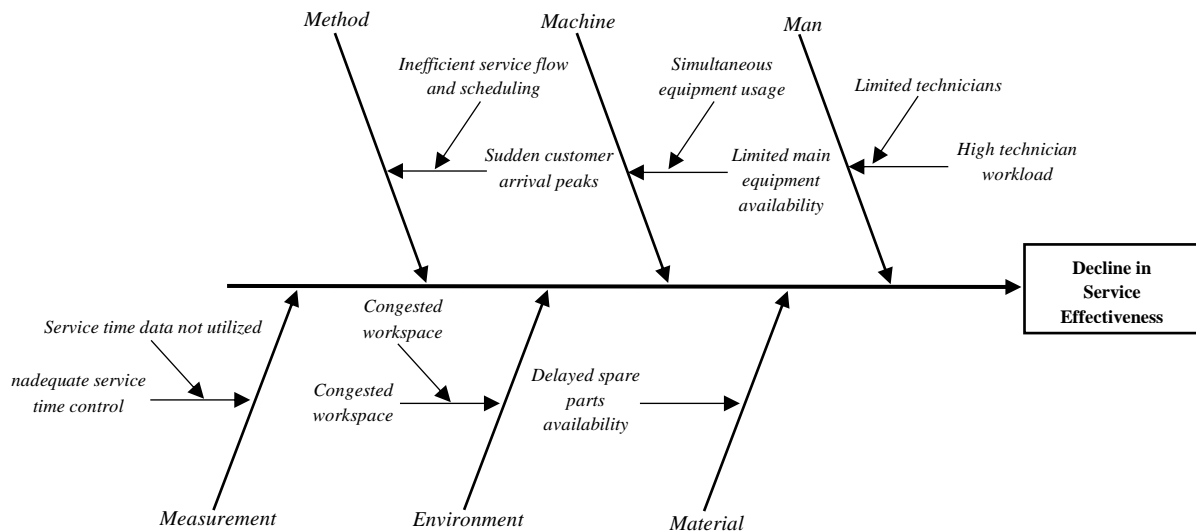 Method
Machine
Man
Inefficient service flow
and scheduling
Sudden customer
arrival peaks
Simultaneous
equipment usage
Limited main
equipment
availability
Limited technicians
High technician
workload
Decline in
Service
Effectiveness
Service time data not utilized
nadequate service
time control
Congested
workspace
Congested
workspace
Delayed spare
parts
availability
Measurement
Environment
Material